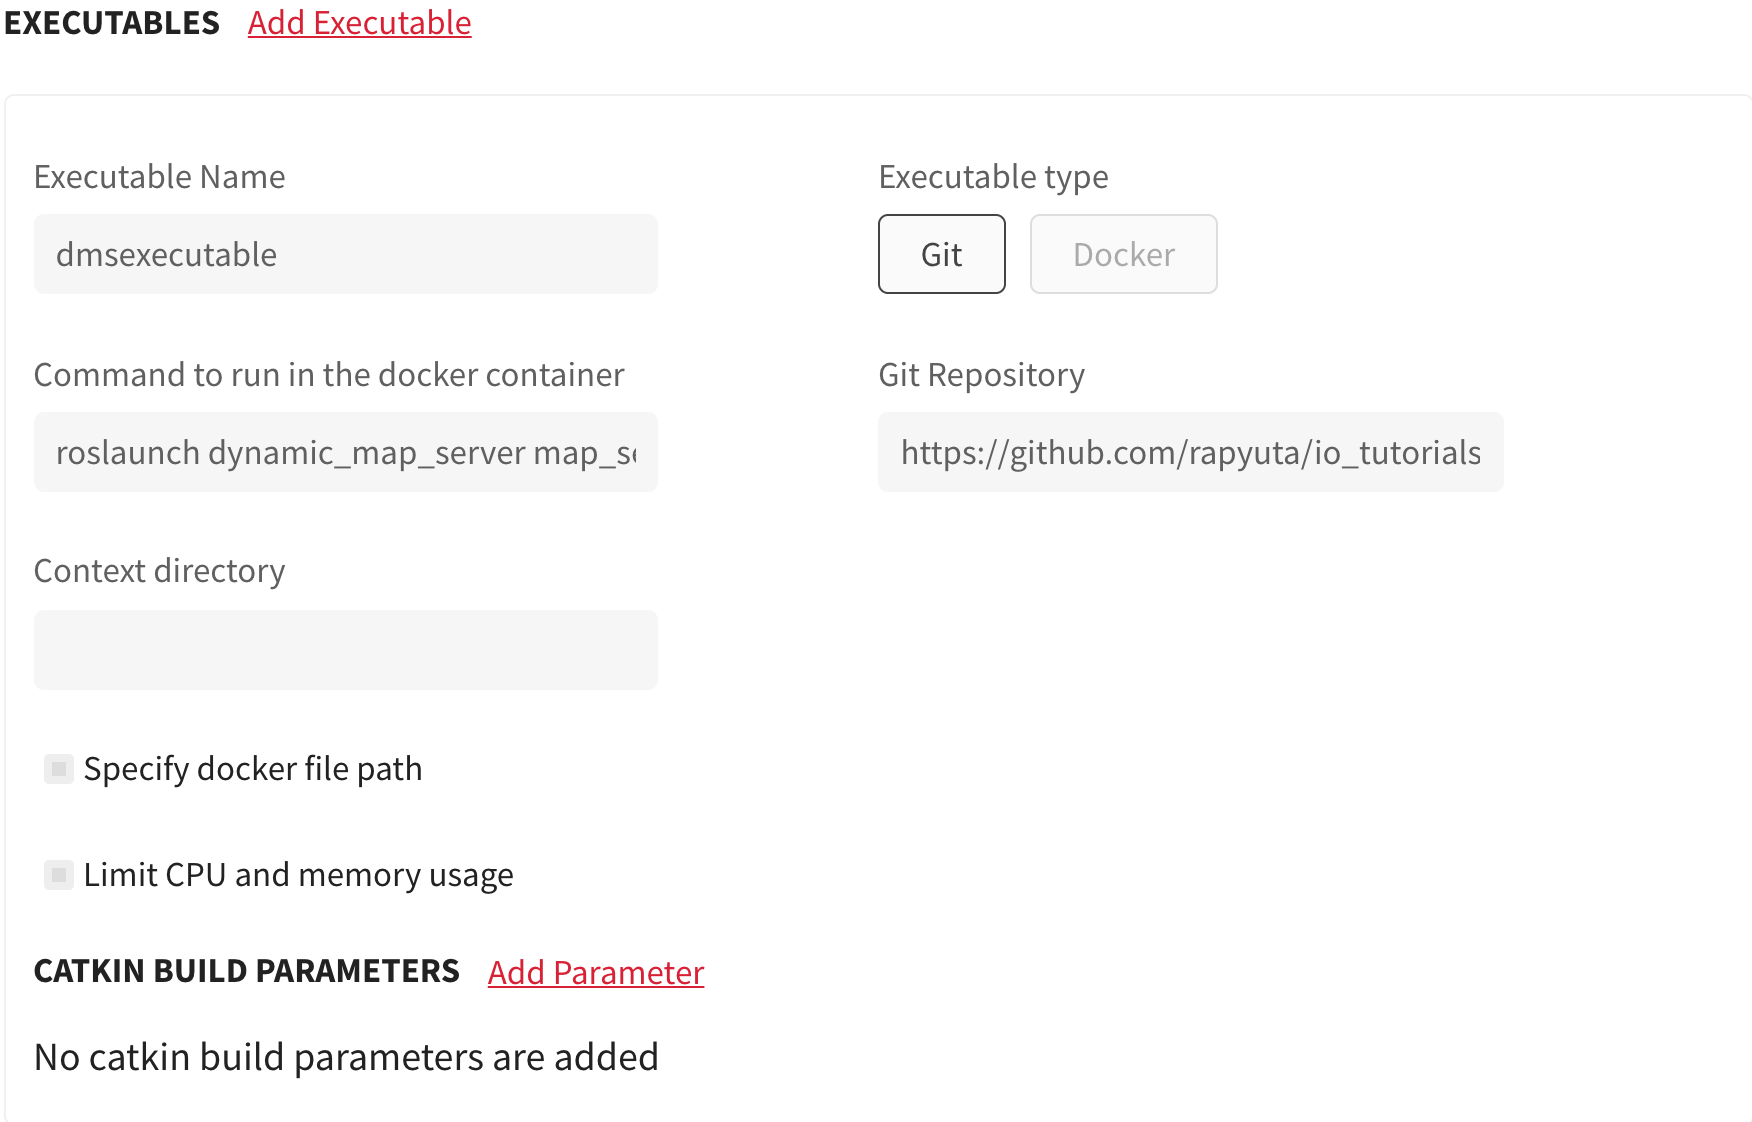 EXECUTABLES Add Executable
Executable Name
Executable type
dmsexecutable
Git
Docker
Command to run in the docker container
Git Repository
roslaunch dynamic_map_server
https://github.com/rapyuta/io_tutorials
Context directory
Specify docker file path
Limit CPU and memory usage
CATKIN BUILD PARAMETERS Add Parameter
No catkin build parameters are added